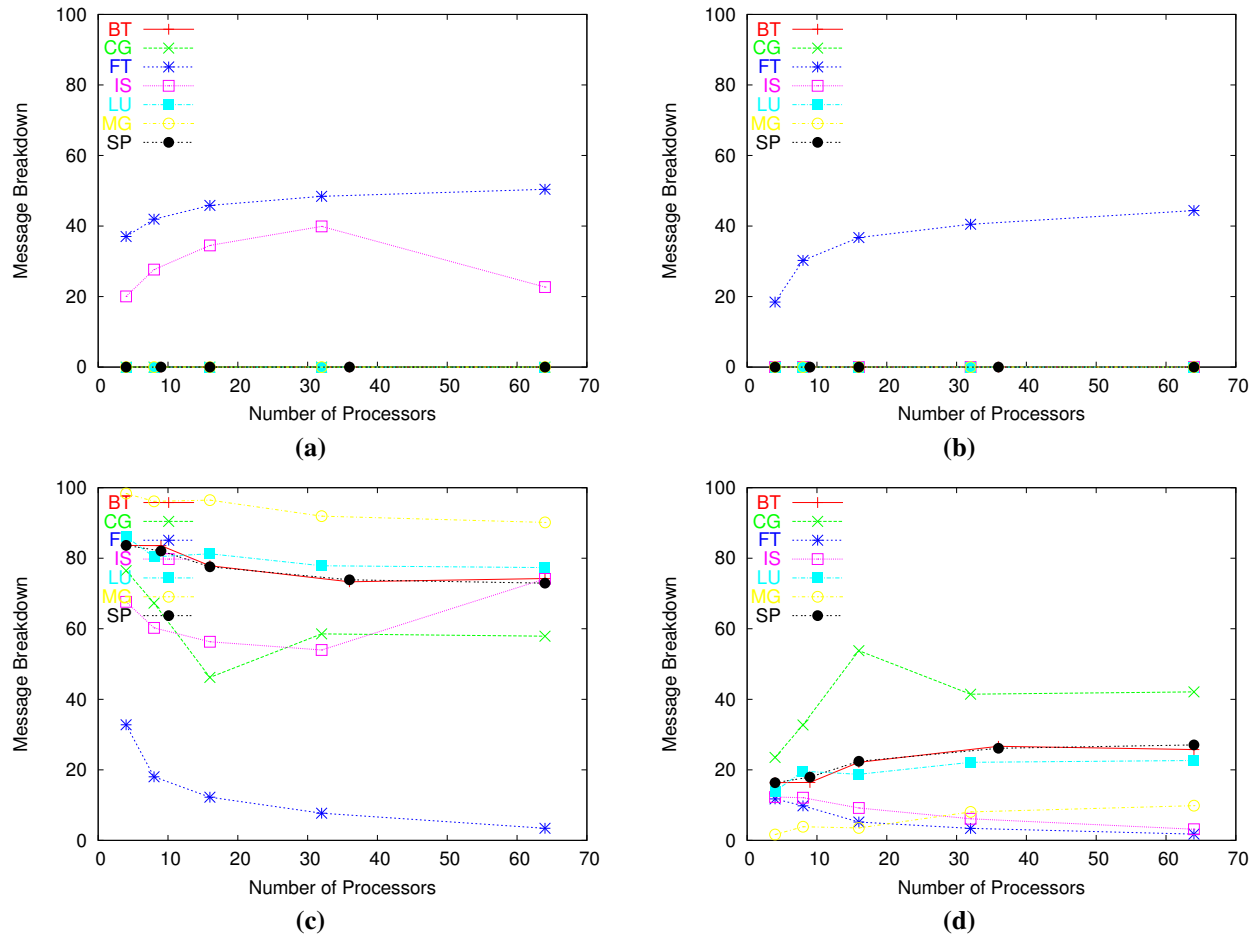 100
80
60
40
20
0
Message Breakdown
BT
CG
FT
IS
LU
MG
SP
0 10 20 30 40 50 60 70
Number of Processors
(a)
100
80
60
40
20
0
Message Breakdown
BT
CG
FT
IS
LU
MG
SP
0 10 20 30 40 50 60 70
Number of Processors
(b)
100
80
60
40
20
0
Message Breakdown
BT
CG
FT
IS
LU
MG
SP
0 10 20 30 40 50 60 70
Number of Processors
(c)
100
80
60
40
20
0
Message Breakdown
BT
CG
FT
IS
LU
MG
SP
0 10 20 30 40 50 60 70
Number of Processors
(d)